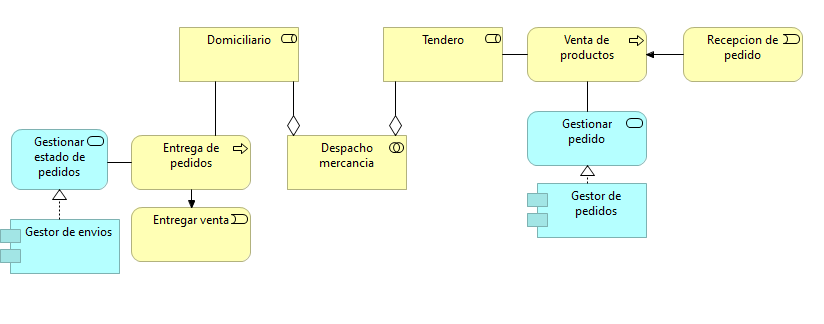 Domiciliario
Tendero
Venta de
productos
Recepcion de
pedido
Gestionar
estado de
pedidos
Entrega de
pedidos
Despacho
mercancia
Gestionar
pedido
Gestor de envios
Entregar venta
Gestor de
pedidos